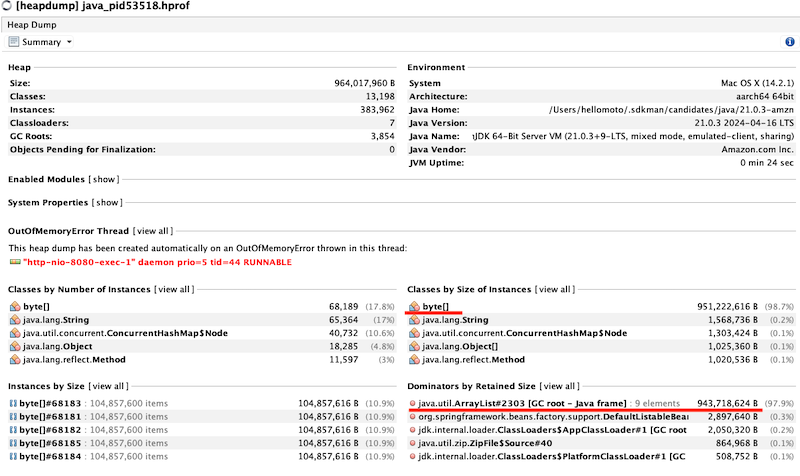 [heapdump] java_pid53518.hprof
Heap Dump
Summary
Heap
Size: 964,017,960 B
Classes: 13,198
Instances: 383,962
Classloaders: 7
GC Roots: 3,854
Objects Pending for Finalization: 0
Environment
System Mac OS X (14.2.1)
Architecture: aarch64 64bit
Java Home: /Users/hellomoto/.sdkman/candidates/java/21.0.3-amzn
Java Version: 21.0.3 2024-04-16 LTS
Java Name: nJDK 64-Bit Server VM (21.0.3+9-LTS, mixed mode, emulated-client, sharing)
Java Vendor: Amazon.com Inc.
JVM Uptime: 0 min 24 sec
Enabled Modules [show]
System Properties [show]
OutOfMemoryError Thread [view all]
This heap dump has been created automatically on an OutOfMemoryError thrown in this thread:
"http-nio-8080-exec-1" daemon prio=5 tid=44 RUNNABLE
Classes by Number of Instances [view all]
byte[] 68,189 (17.8%)
java.lang.String 65,364 (17%)
java.util.concurrent.ConcurrentHashMap$Node 40,732 (10.6%)
java.lang.Object 18,285 (4.8%)
java.lang.reflect.Method 11,597 (3%)
Classes by Size of Instances [view all]
byte[] 951,222,616 B (98.7%)
java.lang.String 1,568,736 B (0.2%)
java.util.concurrent.ConcurrentHashMap$Node 1,303,424 B (0.1%)
java.lang.Object[] 1,025,360 B (0.1%)
java.lang.reflect.Method 1,020,536 B (0.1%)
Instances by Size [view all]
byte[]#68183 : 104,857,600 items 104,857,616 B (10.9%)
byte[]#68181 : 104,857,600 items 104,857,616 B (10.9%)
byte[]#68182 : 104,857,600 items 104,857,616 B (10.9%)
byte[]#68185 : 104,857,600 items 104,857,616 B (10.9%)
byte[]#68184 : 104,857,600 items 104,857,616 B (10.9%)
Dominators by Retained Size [view all]
java.util.ArrayList#2303 [GC root - Java frame] : 9 elements 943,718,624 B (97.9%)
org.springframework.beans.factory.support.DefaultListableBean 2,897,640 B (0.3%)
jdk.internal.loader.ClassLoaders$AppClassLoader#1 [GC root 2,050,320 B (0.2%)
java.util.zip.ZipFile$Source#40 864,968 B (0.1%)
jdk.internal.loader.ClassLoaders$PlatformClassLoader#1 [GC 508,752 B (0.1%)